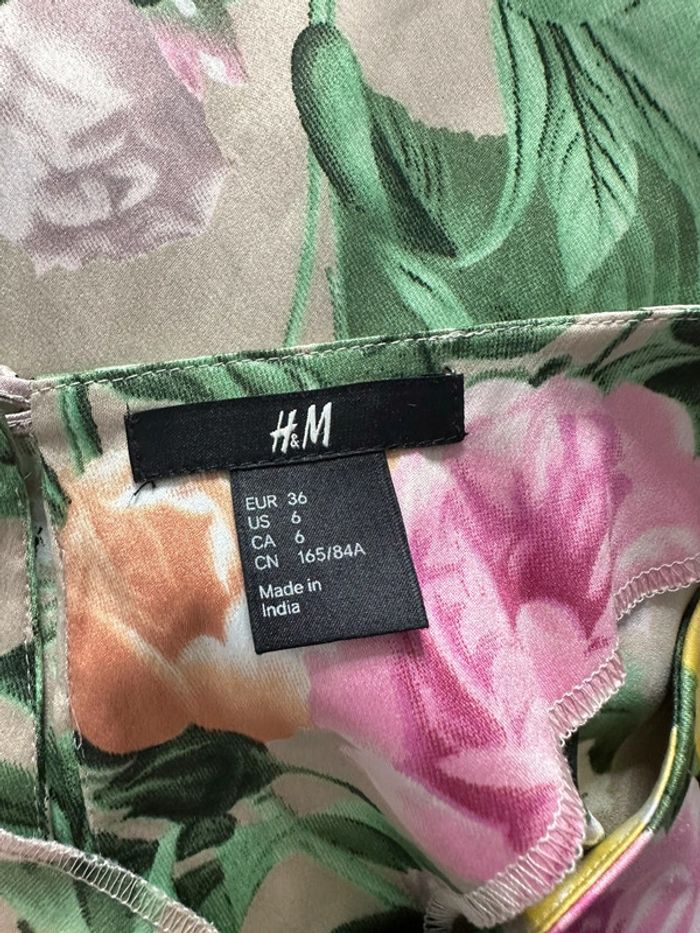 H&M
EUR 36
US 6
CA 6
CN 165/84A
Made in
India